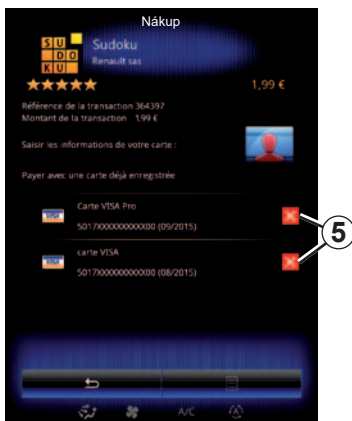 Nákup
SU
DO
KU
Sudoku
Renault sas
1,99 €
Référence de la transaction 364397
Montant de la transaction 1,99 €
Saisir les informations de votre carte :
Payer avec une carte déjà enregistrée
Carte VISA Pro
VISA
5017XXXXXXXXXX00 (09/2015)
5
carte VISA
VISA
5017XXXXXXXXXX00 (08/2015)
A/C
A